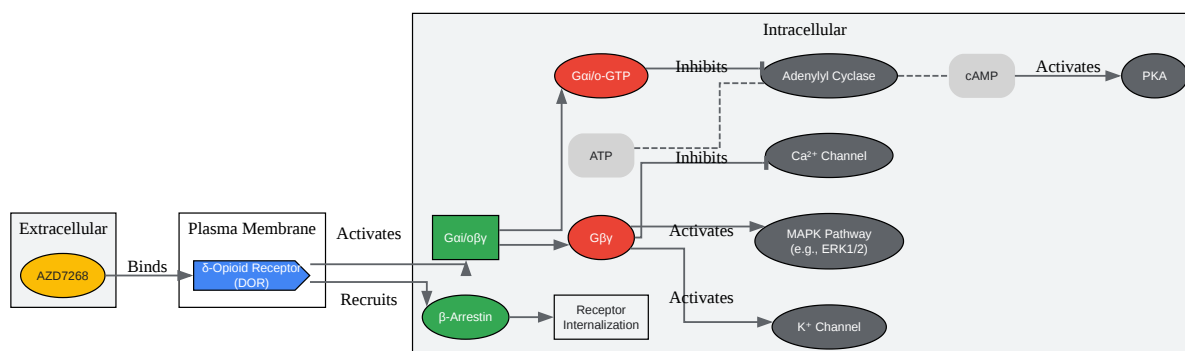 Intracellular
Gαi/o-GTP
Inhibits
Adenylyl Cyclase
cAMP
Activates
PKA
ATP
Inhibits
Ca²⁺ Channel
Extracellular
AZD7268
Binds
Plasma Membrane
δ-Opioid Receptor
(DOR)
Activates
Recruits
Gαi/oβγ
Gβγ
Activates
MAPK Pathway
(e.g., ERK1/2)
β-Arrestin
Receptor
Internalization
Activates
K⁺ Channel